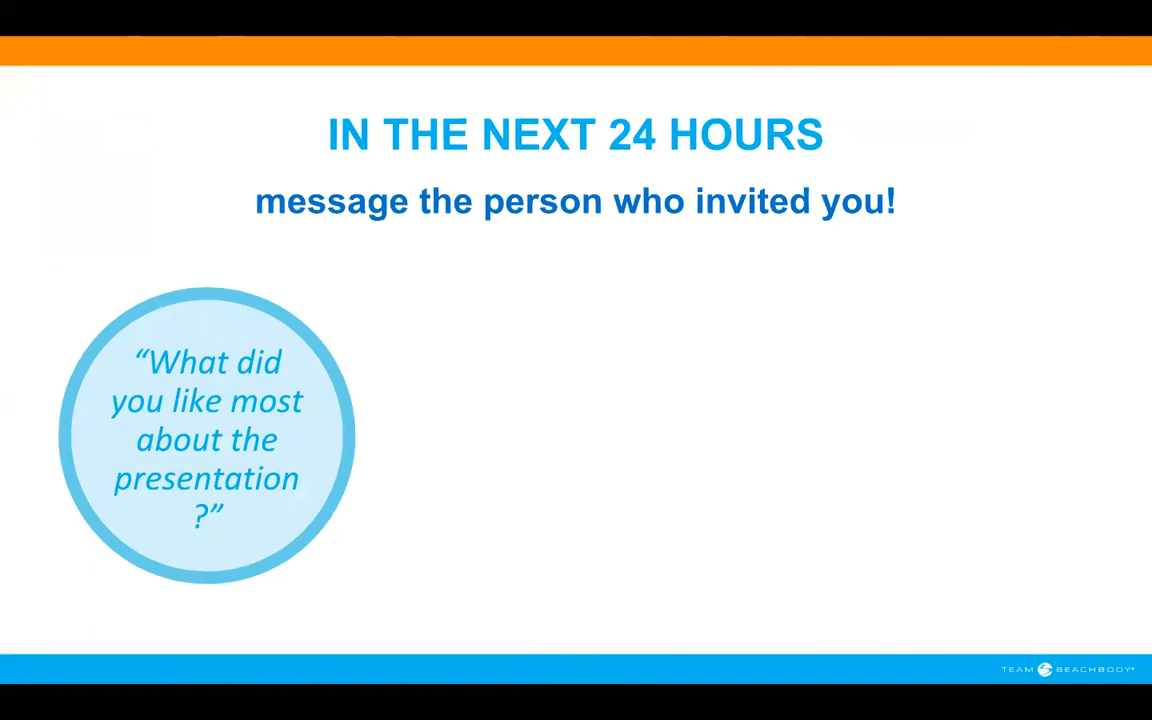 IN THE NEXT 24 HOURS
message the person who invited you!
“What did
you like most
about the
presentation
?”
TEAM BEACHBODY®